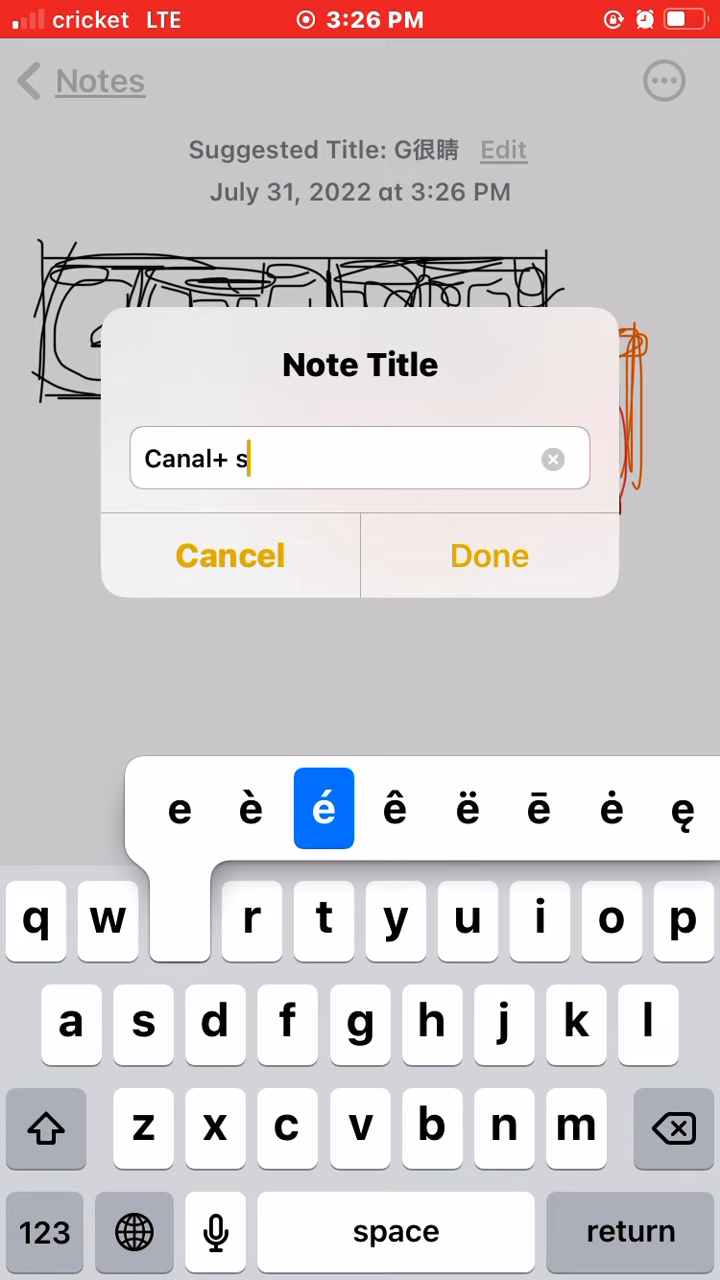 cricket LTE 3:26 PM
Notes
Suggested Title: G很睛 Edit
July 31, 2022 at 3:26 PM
Note Title
Canal+ s
Cancel Done
e è é ê ë ē ė ę
q w r t y u i o p
a s d f g h j k l
z x c v b n m
123 space return